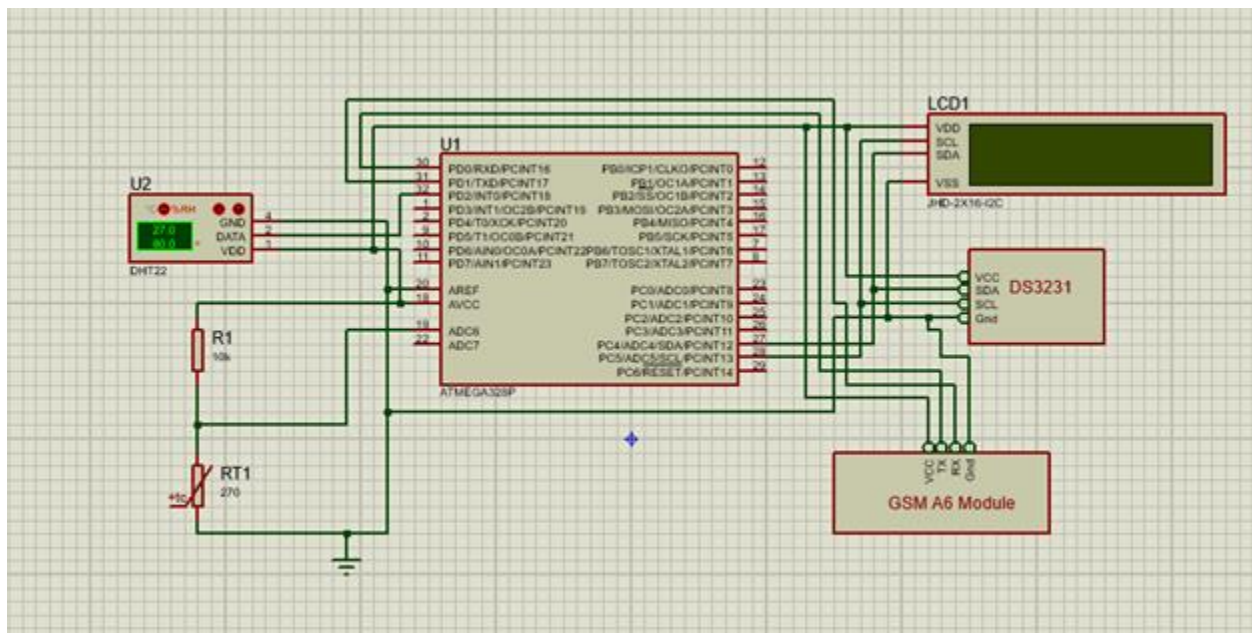 LCD1
VDD
SCL
SDA
VSS
JHD-2X16-I2C
U1
30 PD0/RXD/PCINT16 PB0/ICP1/CLKO/PCINT0 12
31 PD1/TXD/PCINT17 PB1/OC1A/PCINT1 13
32 PD2/INT0/PCINT18 PB2/SS/OC1B/PCINT2 14
1 PD3/INT1/OC2B/PCINT19 PB3/MOSI/OC2A/PCINT3 15
2 PD4/T0/XCK/PCINT20 PB4/MISO/PCINT4 16
9 PD5/T1/OC0B/PCINT21 PB5/SCK/PCINT5 17
10 PD6/AIN0/OC0A/PCINT22 PB6/TOSC1/XTAL1/PCINT6 7
11 PD7/AIN1/PCINT23 PB7/TOSC2/XTAL2/PCINT7 8
20 AREF PC0/ADC0/PCINT8 23
18 AVCC PC1/ADC1/PCINT9 24
PC2/ADC2/PCINT10 25
19 ADC6 PC3/ADC3/PCINT11 26
22 ADC7 PC4/ADC4/SDA/PCINT12 27
PC5/ADC5/SCL/PCINT13 28
PC6/RESET/PCINT14 29
ATMEGA328P
U2
%RH
27.0
80.0
GND 4
DATA 2
VDD 1
DHT22
VCC
SDA
SCL
Gnd
DS3231
R1
10k
RT1
270
+tc
VCC
TX
RX
Gnd
GSM A6 Module